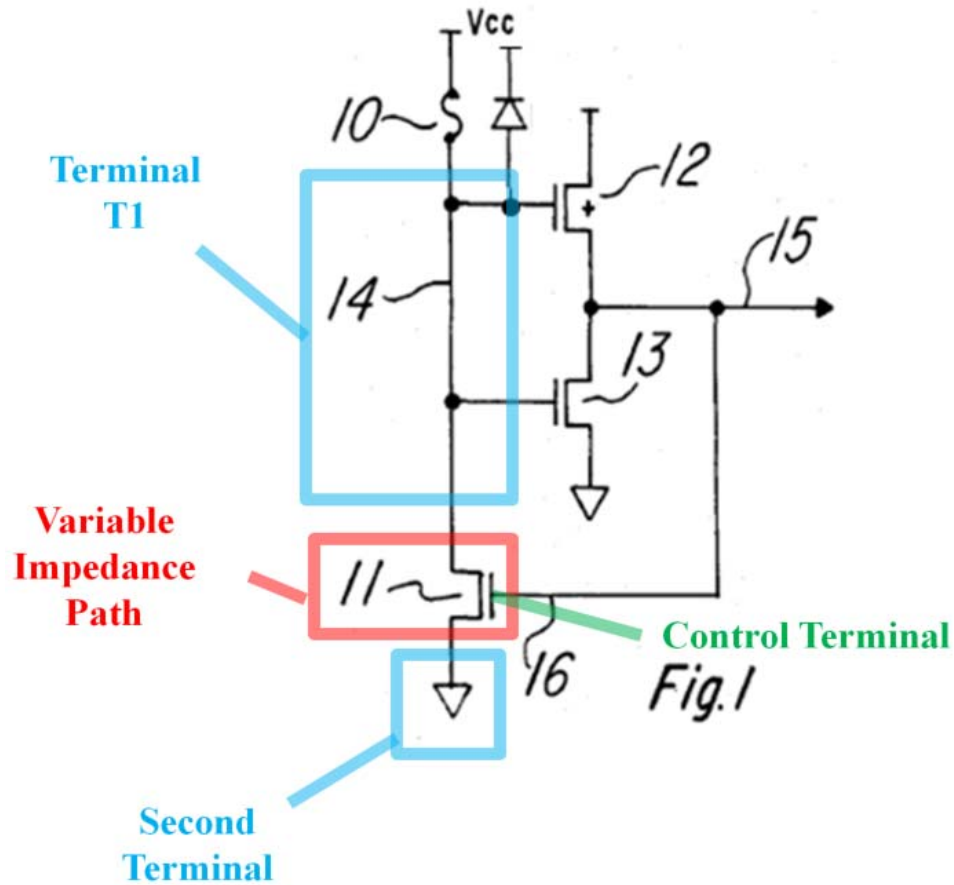 Vcc
10
12
Terminal
T1
15
14
13
Variable
Impedance
Path
11
Control Terminal
16
Fig.1
Second
Terminal